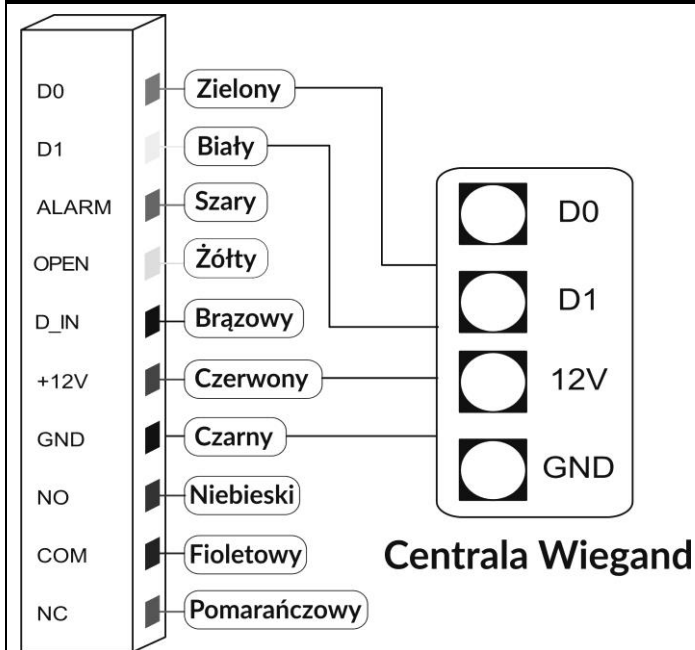 D0 Zielony
D1 Biały
ALARM Szary
OPEN Żółty
D_IN Brązowy
+12V Czerwony
GND Czarny
NO Niebieski
COM Fioletowy
NC Pomarańczowy
D0
D1
12V
GND
Centrala Wiegand